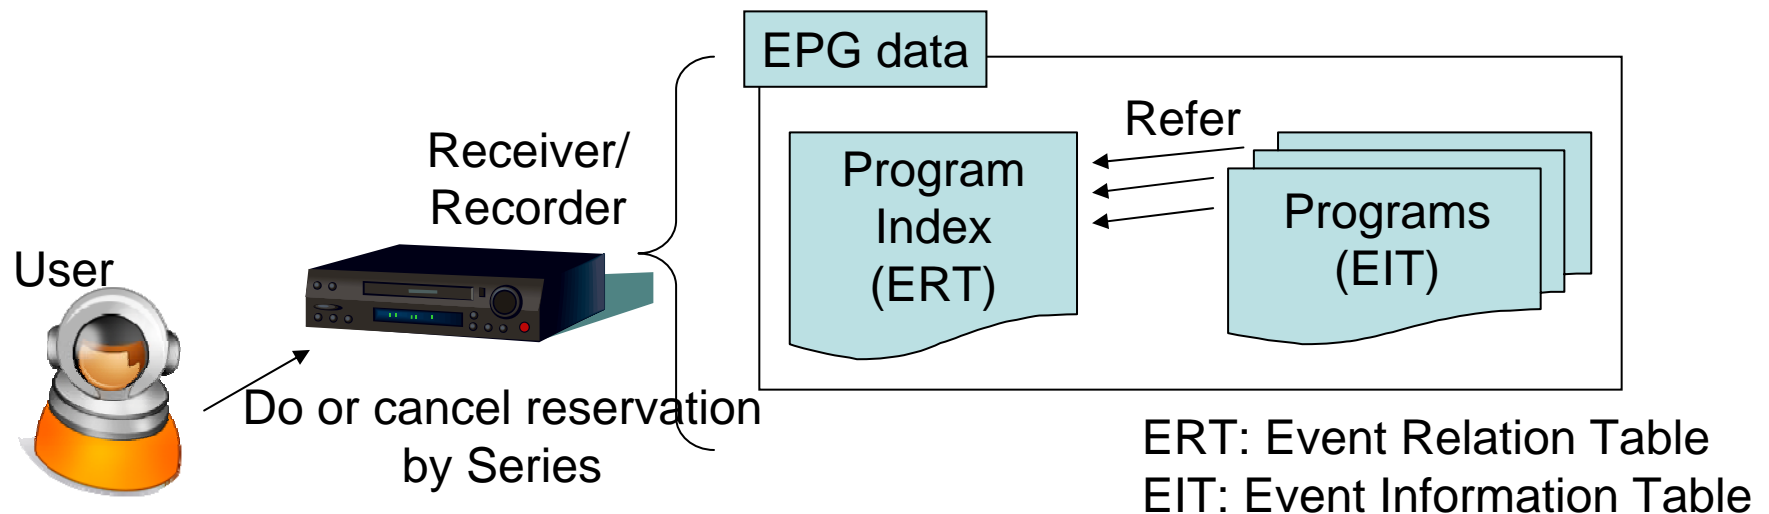 EPG data
Refer
Receiver/
Recorder
Program
Index
(ERT)
Programs
(EIT)
User
Do or cancel reservation
by Series
ERT: Event Relation Table
EIT: Event Information Table